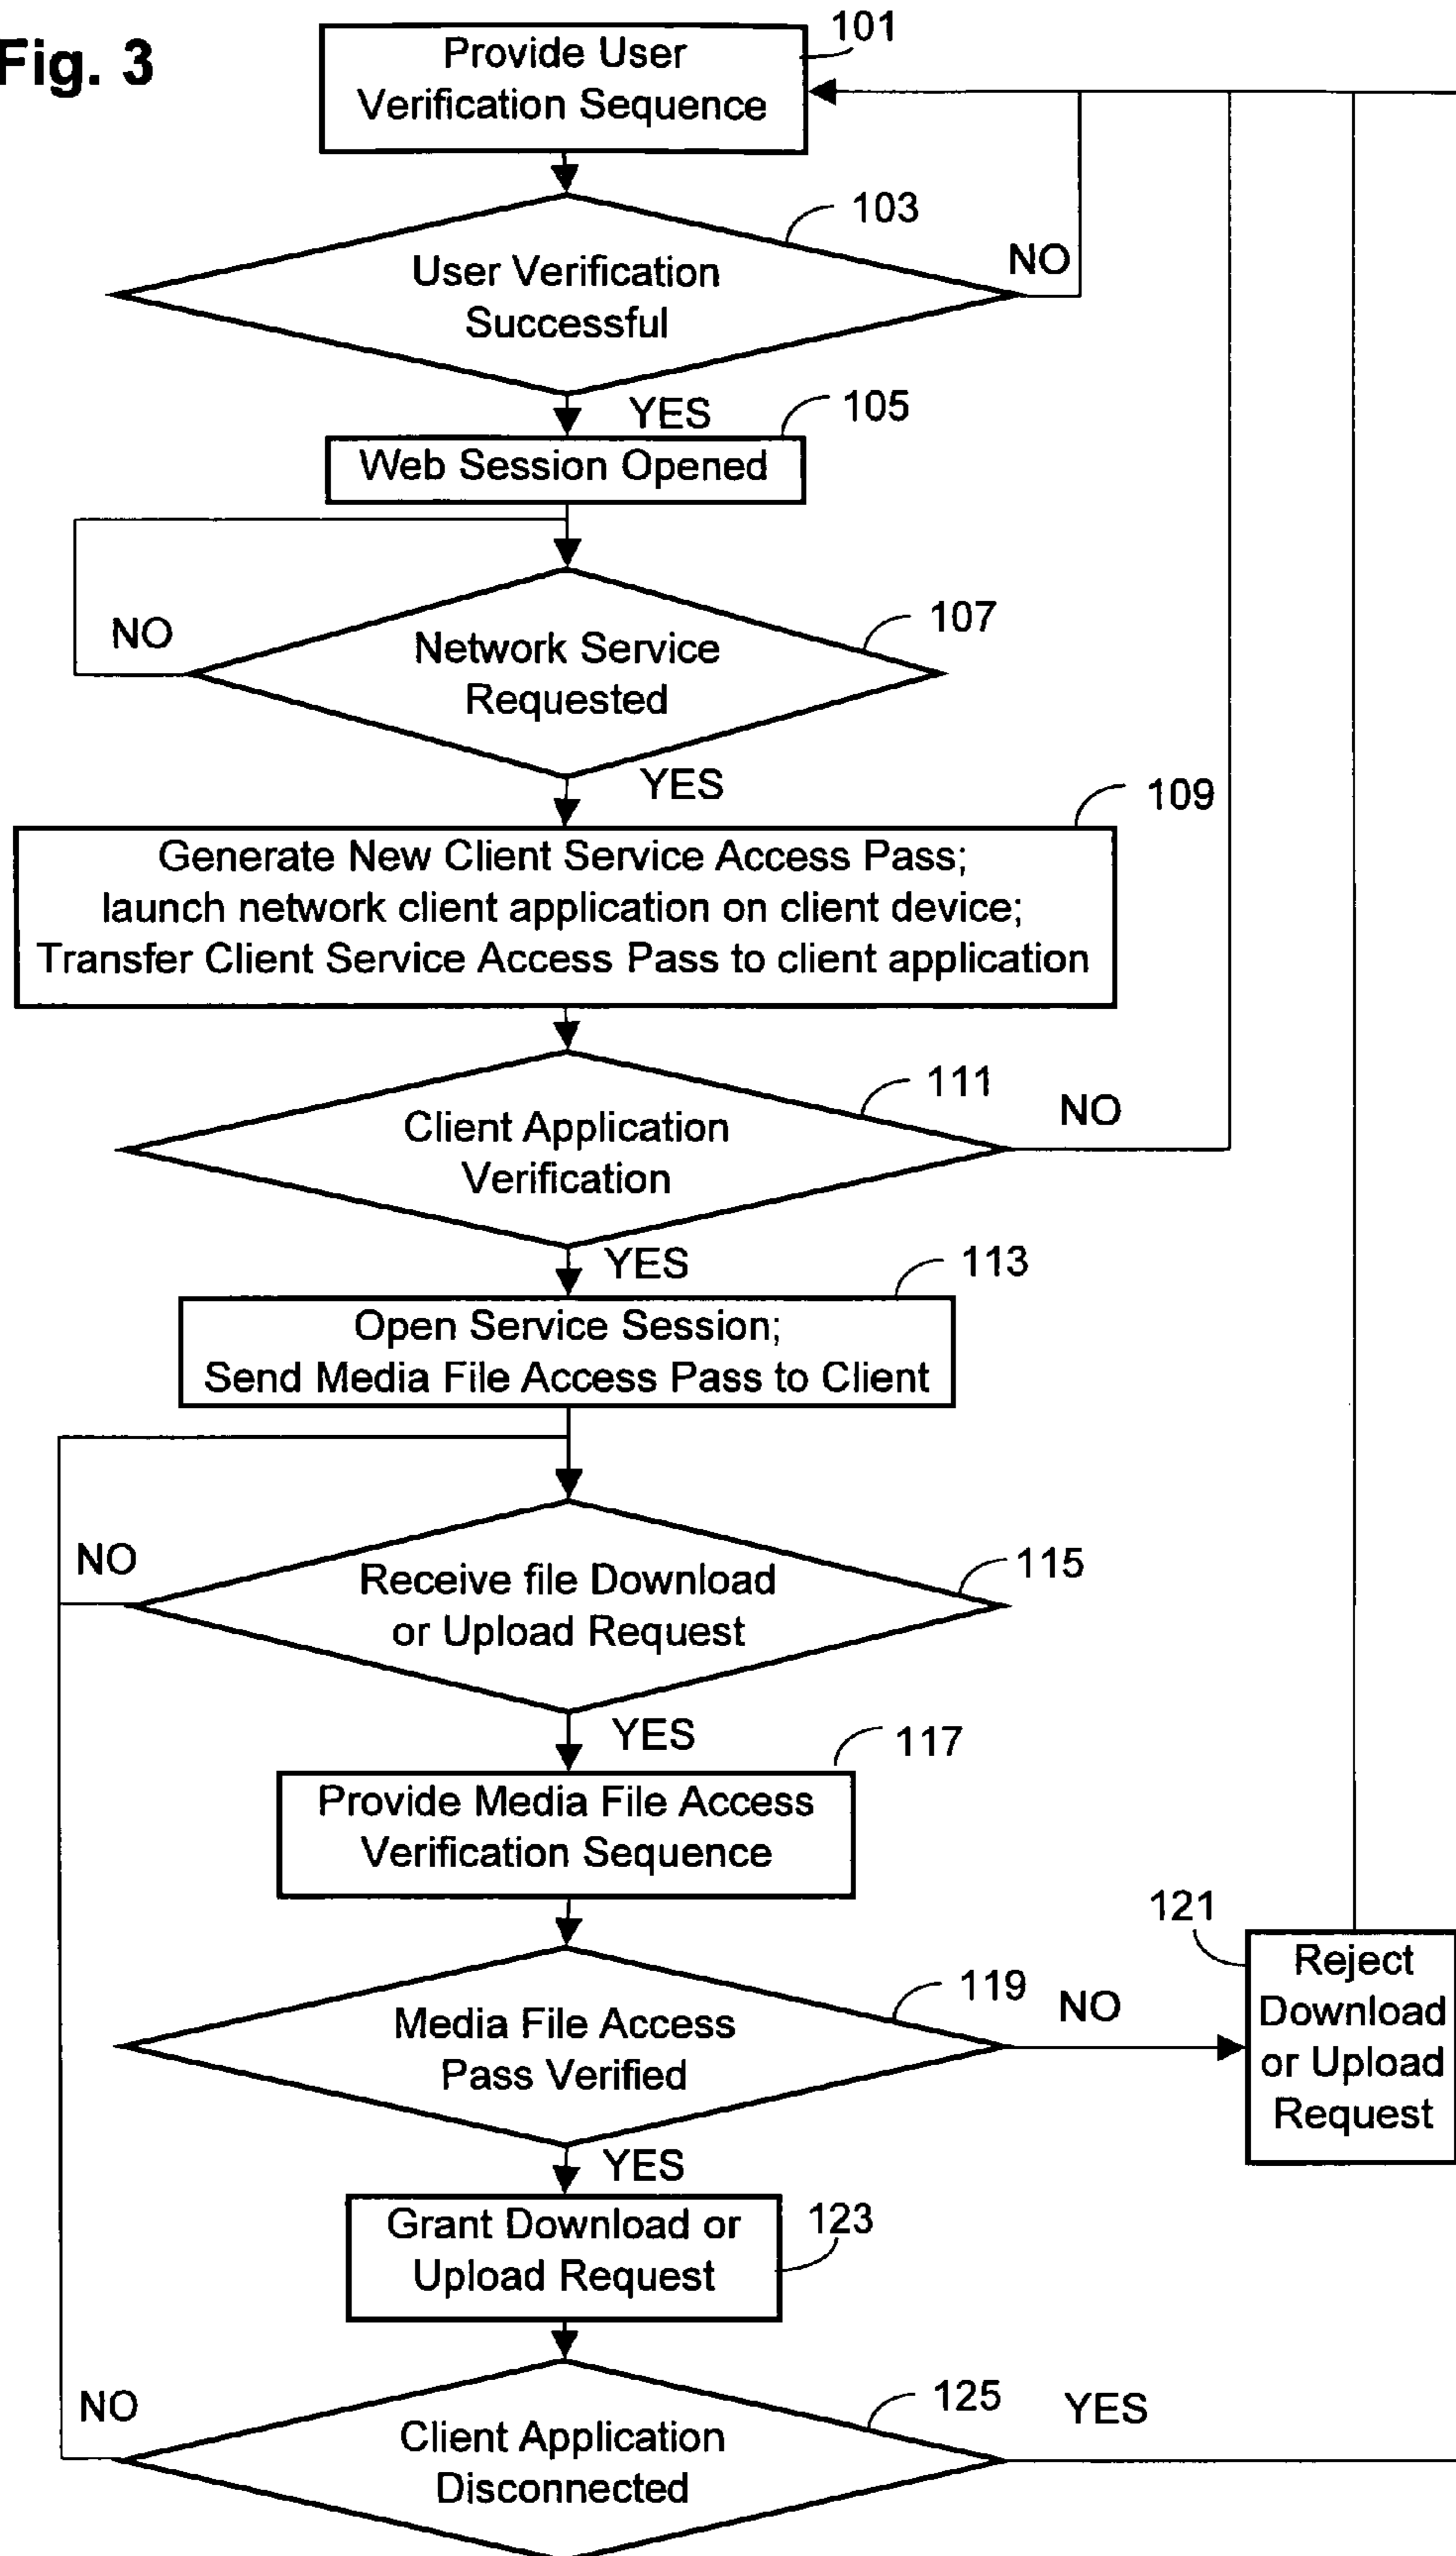 Fig. 3
101
Provide User
Verification Sequence
103
User Verification
Successful
NO
YES
105
Web Session Opened
NO
107
Network Service
Requested
YES
109
Generate New Client Service Access Pass;
launch network client application on client device;
Transfer Client Service Access Pass to client application
111
Client Application
Verification
NO
YES
113
Open Service Session;
Send Media File Access Pass to Client
NO
115
Receive file Download
or Upload Request
YES
117
Provide Media File Access
Verification Sequence
119
Media File Access
Pass Verified
NO
121
Reject
Download
or Upload
Request
YES
Grant Download or
Upload Request
123
NO
125
Client Application
Disconnected
YES